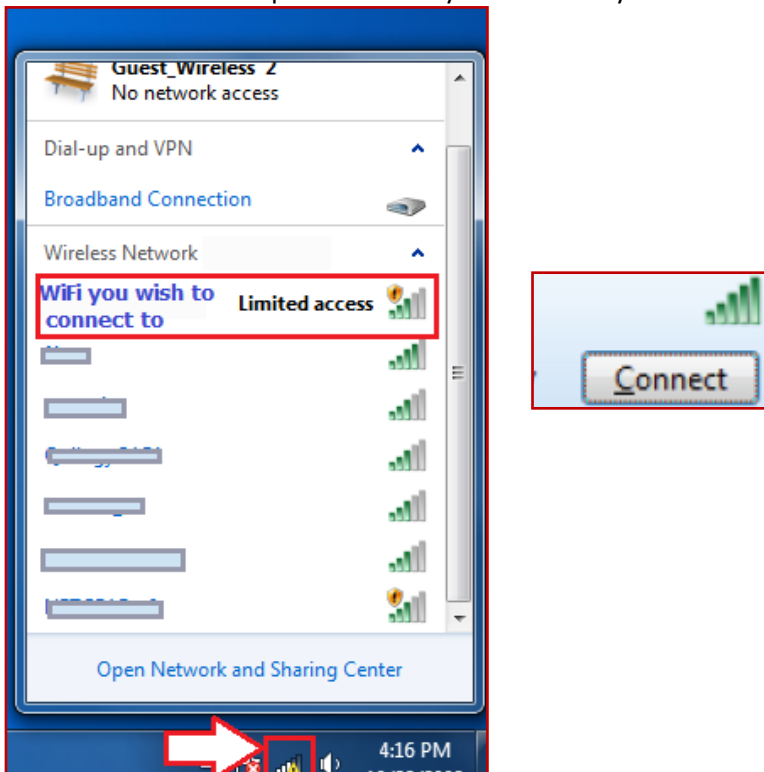 Guest_Wireless 2
No network access
Dial-up and VPN
Broadband Connection
Wireless Network
WiFi you wish to
connect to
Limited access
Connect
Open Network and Sharing Center
4:16 PM